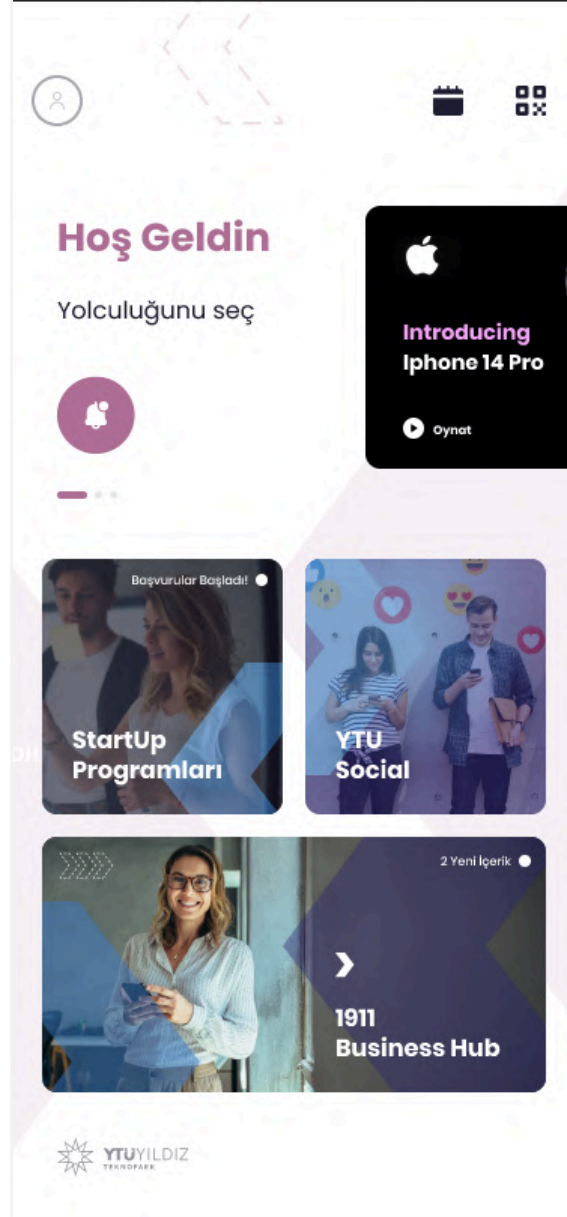 Hoş Geldin
Yolculuğunu seç
Introducing
Iphone 14 Pro
Oynat
Başvurular Başladı!
StartUp
Programları
YTU
Social
2 Yeni İçerik
1911
Business Hub
YTUYILDIZ
TEKNOPARK